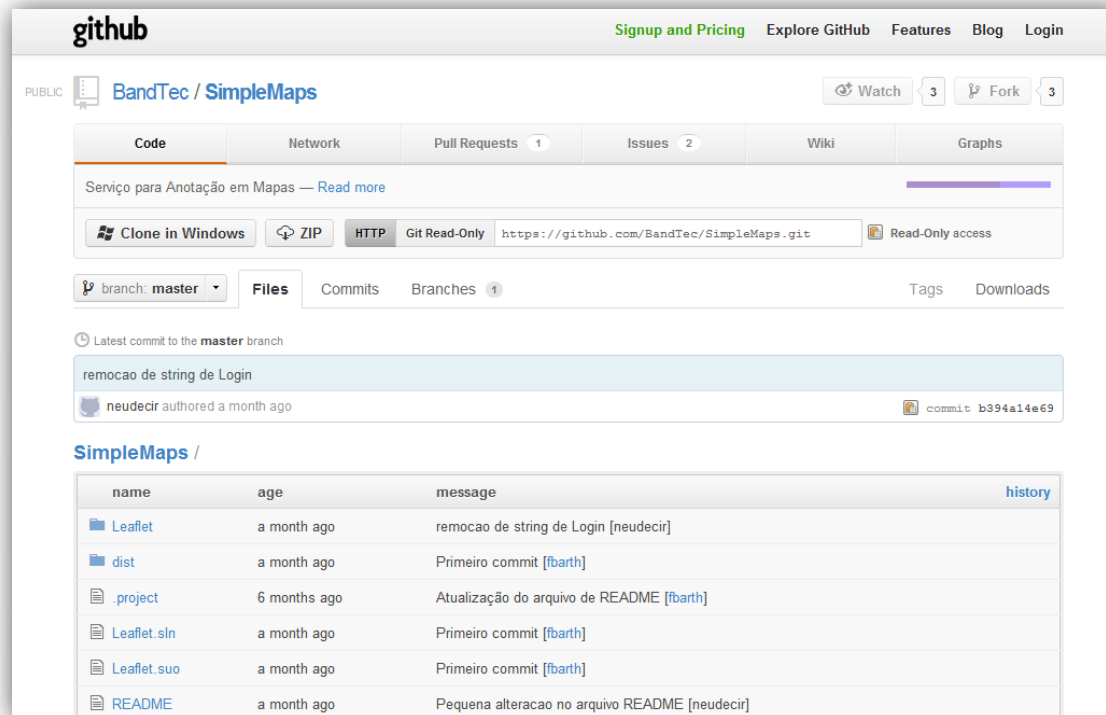 github Signup and Pricing Explore GitHub Features Blog Login
PUBLIC BandTec / SimpleMaps Watch 3 Fork 3
Code Network Pull Requests 1 Issues 2 Wiki Graphs
Serviço para Anotação em Mapas — Read more
Clone in Windows ZIP HTTP Git Read-Only https://github.com/BandTec/SimpleMaps.git Read-Only access
branch: master Files Commits Branches 1 Tags Downloads
Latest commit to the master branch
remocao de string de Login
neudecir authored a month ago commit b394a14e69
SimpleMaps /
name age message history
Leaflet a month ago remocao de string de Login [neudecir]
dist a month ago Primeiro commit [fbarth]
.project 6 months ago Atualização do arquivo de README [fbarth]
Leaflet.sln a month ago Primeiro commit [fbarth]
Leaflet.suo a month ago Primeiro commit [fbarth]
README a month ago Pequena alteracao no arquivo README [neudecir]